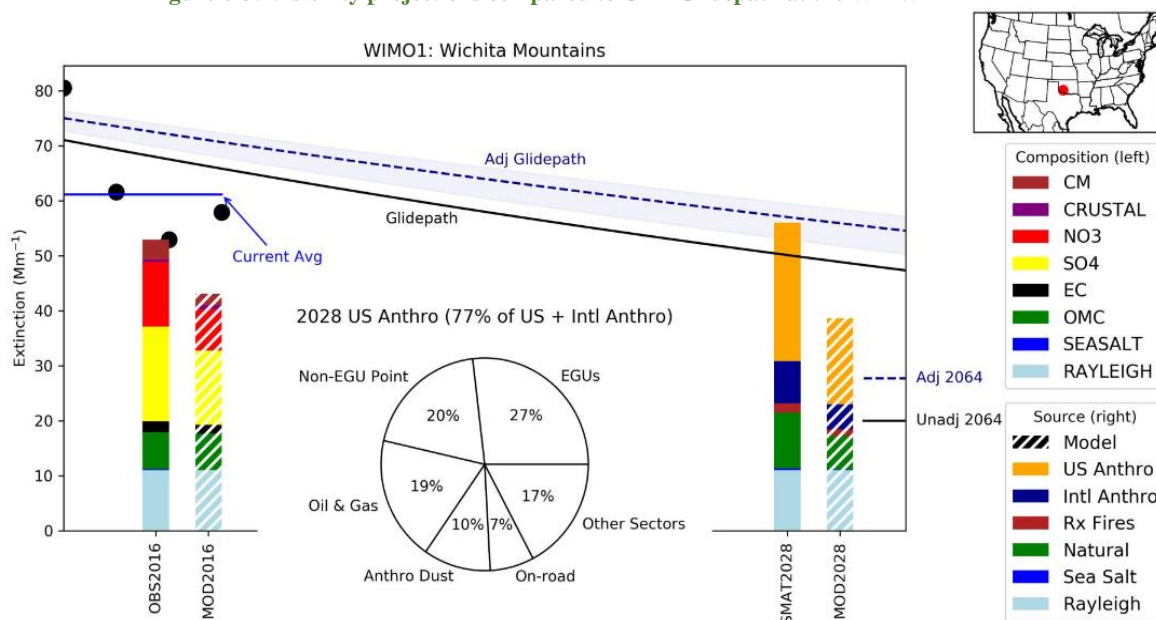 WIMO1: Wichita Mountains
Extinction (Mm⁻¹)
80
70
60
50
40
30
20
10
0
Adj Glidepath
Glidepath
Current Avg
2028 US Anthro (77% of US + Intl Anthro)
Non-EGU Point
EGUs
20%
27%
19%
17%
10%
7%
Oil & Gas
Other Sectors
Anthro Dust
On-road
Adj 2064
Unadj 2064
OBS2016
MOD2016
SMAT2028
MOD2028
Composition (left)
CM
CRUSTAL
NO3
SO4
EC
OMC
SEASALT
RAYLEIGH
Source (right)
Model
US Anthro
Intl Anthro
Rx Fires
Natural
Sea Salt
Rayleigh